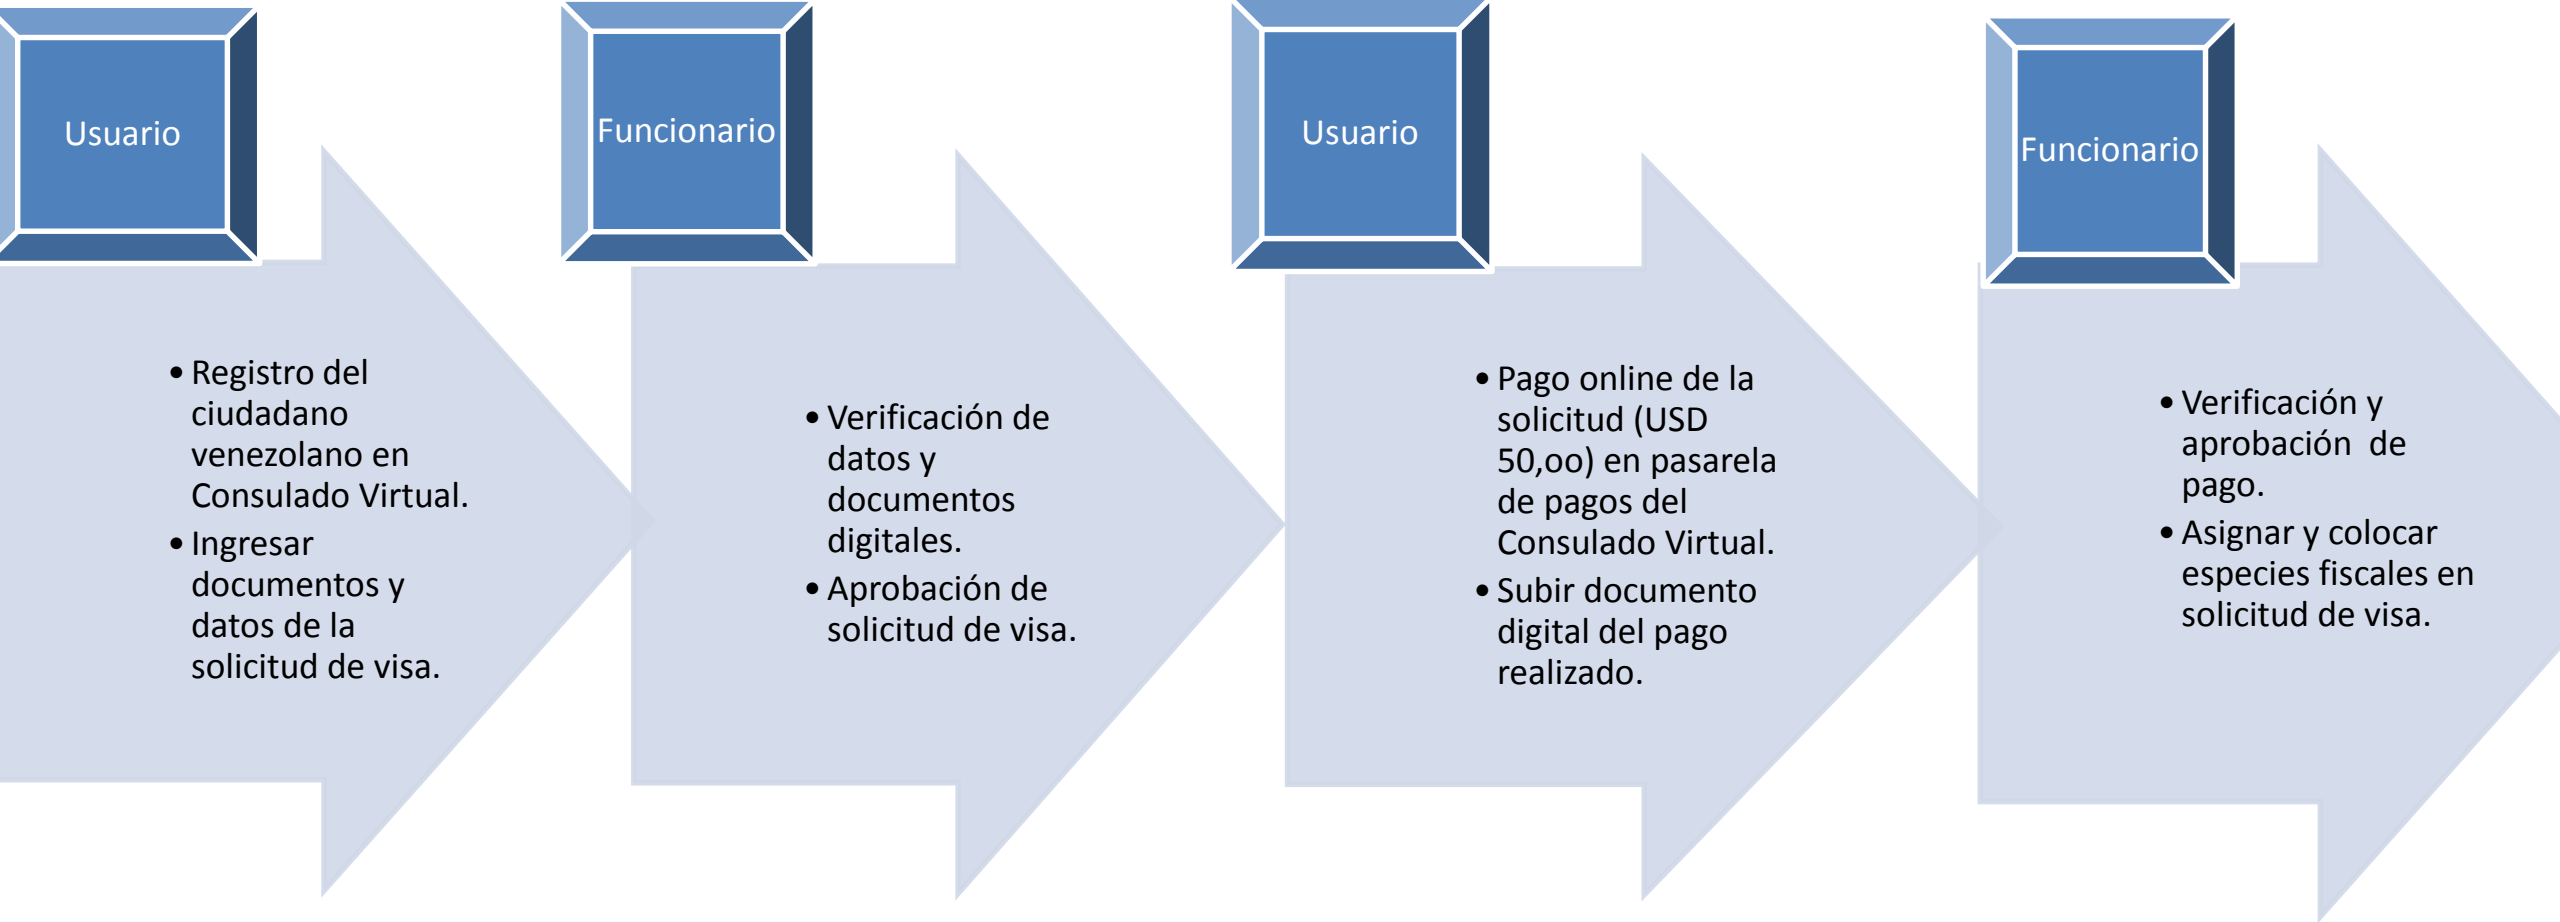 Usuario
• Registro del
ciudadano
venezolano en
Consulado Virtual.
• Ingresar
documentos y
datos de la
solicitud de visa.
Funcionario
• Verificación de
datos y
documentos
digitales.
• Aprobación de
solicitud de visa.
Usuario
• Pago online de la
solicitud (USD
50,oo) en pasarela
de pagos del
Consulado Virtual.
• Subir documento
digital del pago
realizado.
Funcionario
• Verificación y
aprobación de
pago.
• Asignar y colocar
especies fiscales en
solicitud de visa.